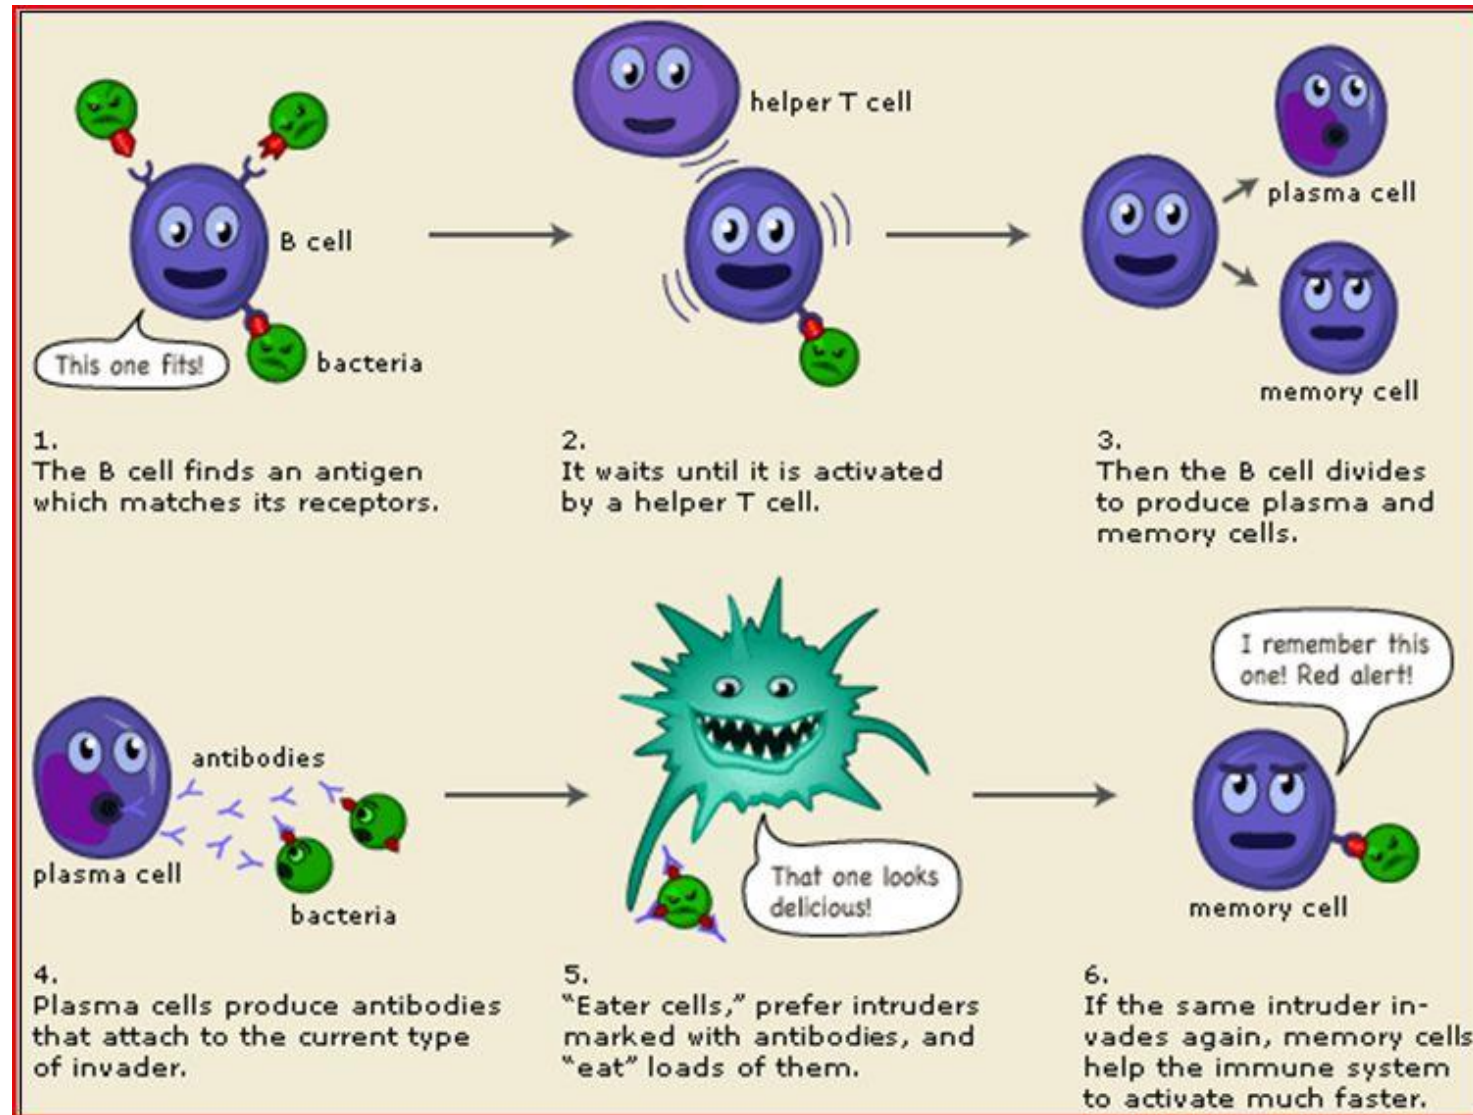 helper T cell
B cell
This one fits!
bacteria
plasma cell
memory cell
1.
The B cell finds an antigen
which matches its receptors.
2.
It waits until it is activated
by a helper T cell.
3.
Then the B cell divides
to produce plasma and
memory cells.
antibodies
plasma cell
bacteria
That one looks
delicious!
I remember this
one! Red alert!
memory cell
4.
Plasma cells produce antibodies
that attach to the current type
of invader.
5.
“Eater cells,” prefer intruders
marked with antibodies, and
“eat” loads of them.
6.
If the same intruder in-
vades again, memory cells
help the immune system
to activate much faster.